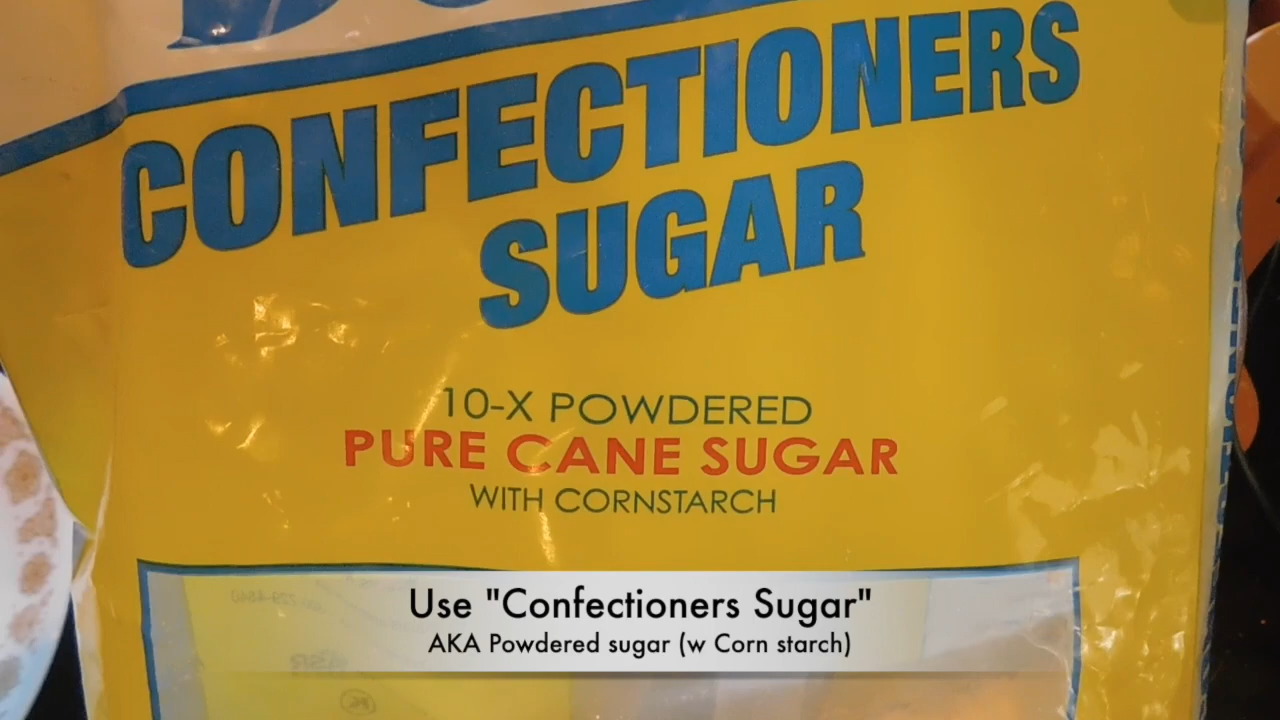 CONFECTIONERS
SUGAR
10-X POWDERED
PURE CANE SUGAR
WITH CORNSTARCH
Use "Confectioners Sugar"
AKA Powdered sugar (w Corn starch)